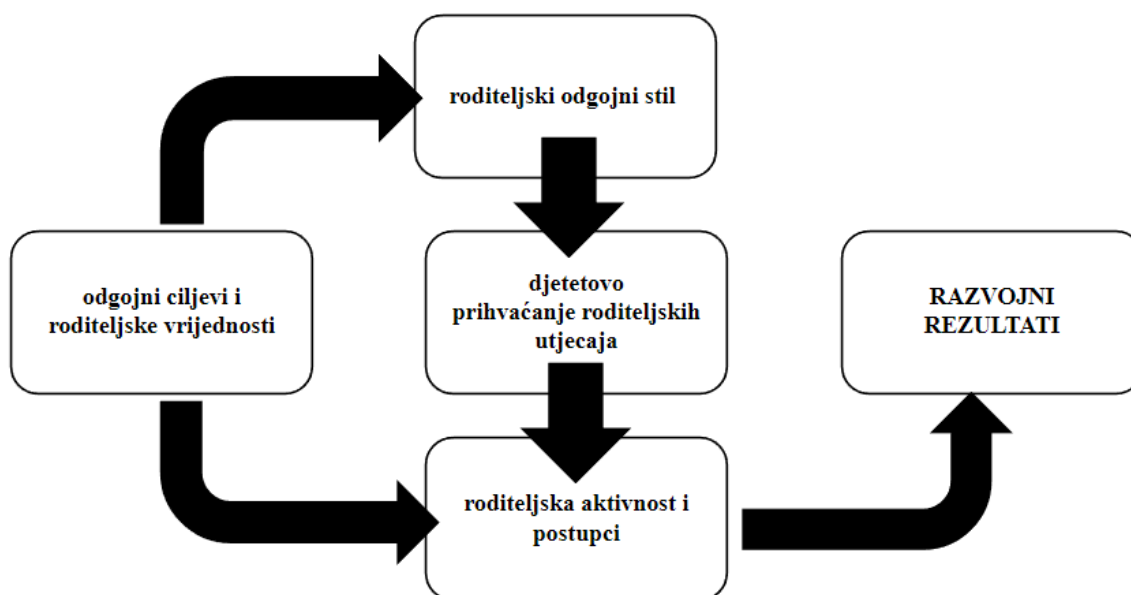 roditeljski odgojni stil
odgojni ciljevi i
roditeljske vrijednosti
djetetovo
prihvaćanje roditeljskih
utjecaja
RAZVOJNI
REZULTATI
roditeljska aktivnost i
postupci